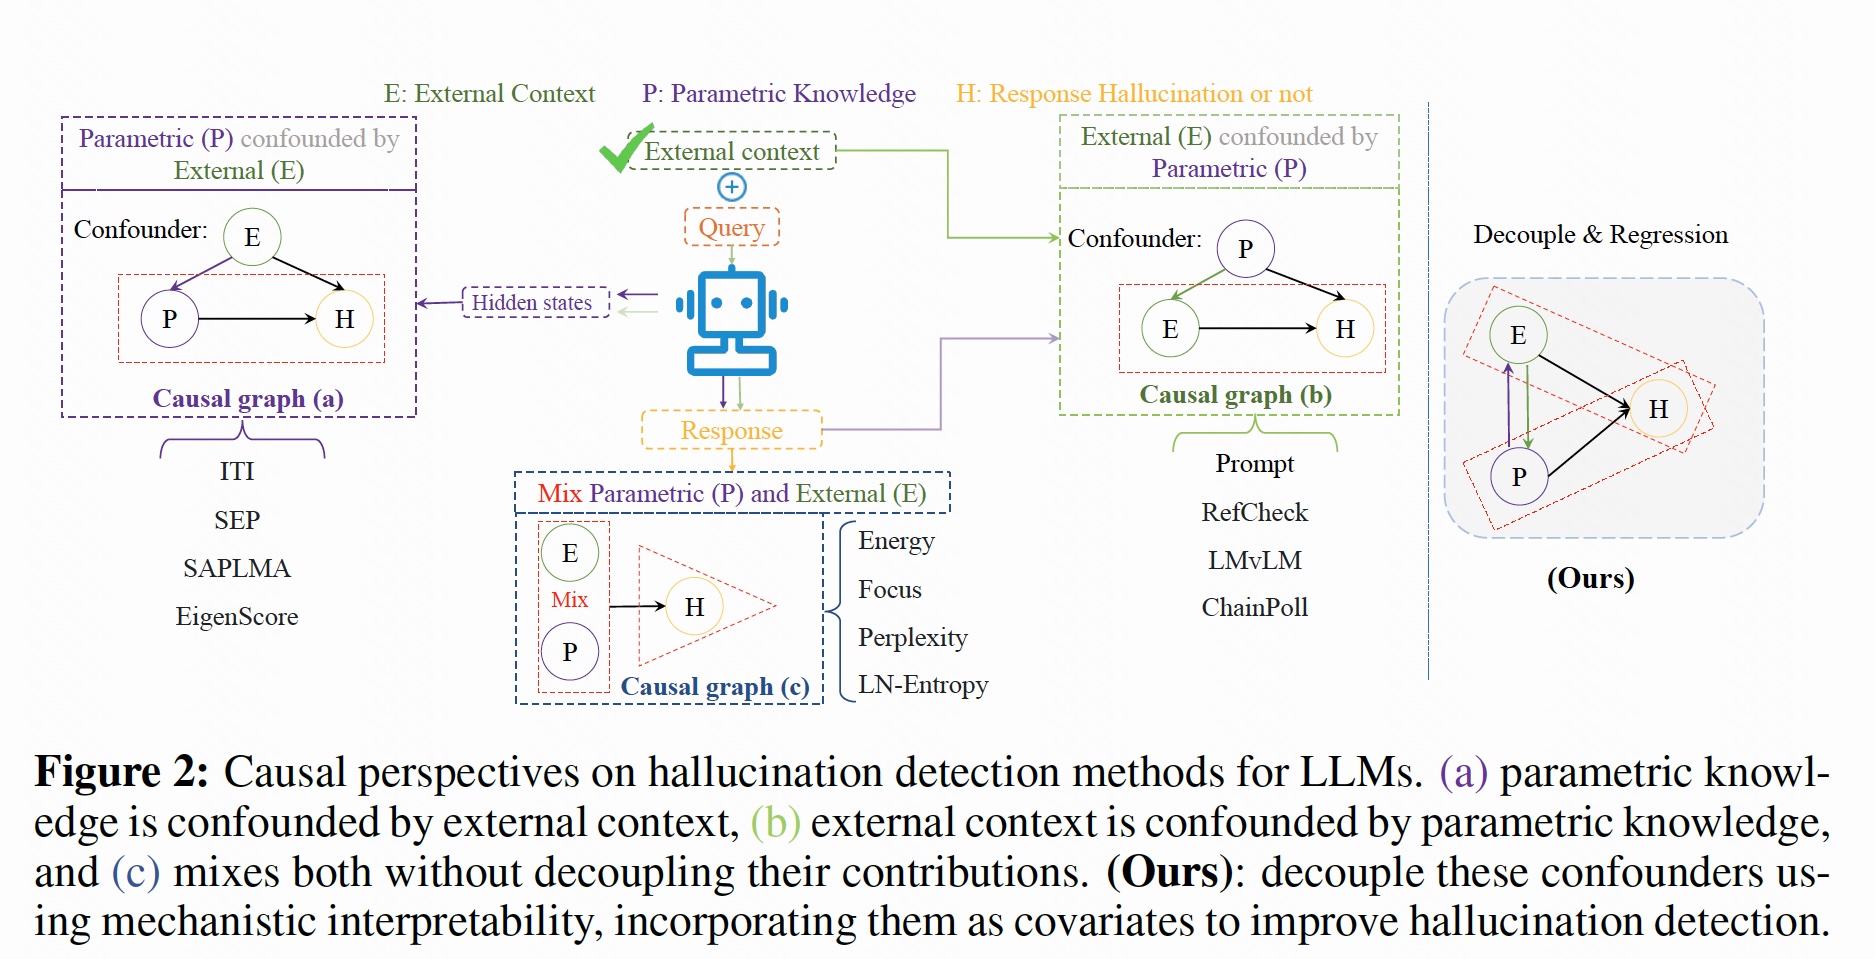 E: External Context P: Parametric Knowledge H: Response Hallucination or not
Parametric (P) confounded by
External (E)
Confounder:
E
P
H
Causal graph (a)
ITI
SEP
SAPLMA
EigenScore
External context
Query
Hidden states
Response
Mix Parametric (P) and External (E)
E
Mix
P
H
Causal graph (c)
Energy
Focus
Perplexity
LN-Entropy
External (E) confounded by
Parametric (P)
Confounder:
P
E
H
Causal graph (b)
Prompt
RefCheck
LMvLM
ChainPoll
Decouple & Regression
E
H
P
(Ours)
Figure 2: Causal perspectives on hallucination detection methods for LLMs. (a) parametric knowl-
edge is confounded by external context, (b) external context is confounded by parametric knowledge,
and (c) mixes both without decoupling their contributions. (Ours): decouple these confounders us-
ing mechanistic interpretability, incorporating them as covariates to improve hallucination detection.